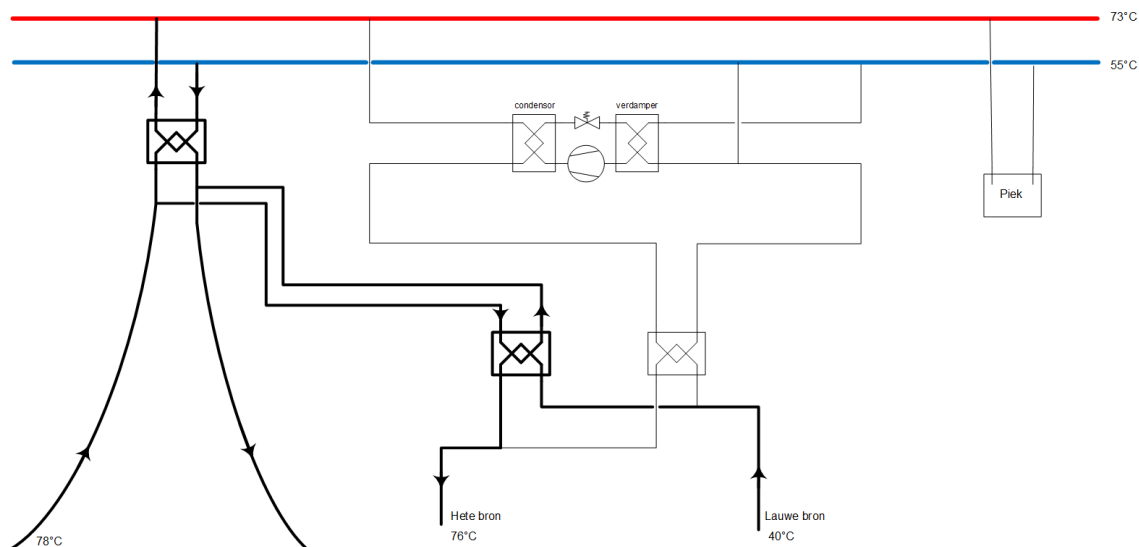 73°C
55°C
condensor
verdamper
Piek
Hete bron
76°C
Lauwe bron
40°C
78°C